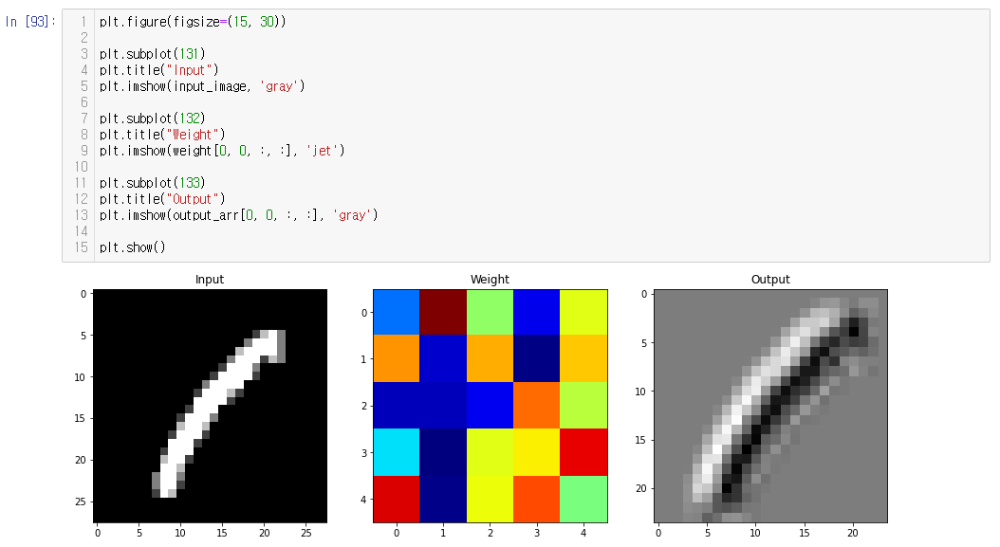 In [93]:
1 plt.figure(figsize=(15, 30))
2
3 plt.subplot(131)
4 plt.title("Input")
5 plt.imshow(input_image, 'gray')
6
7 plt.subplot(132)
8 plt.title("Weight")
9 plt.imshow(weight[0, 0, :, :], 'jet')
10
11 plt.subplot(133)
12 plt.title("Output")
13 plt.imshow(output_arr[0, 0, :, :], 'gray')
14
15 plt.show()
Input
0
5
10
15
20
25
0 5 10 15 20 25
Weight
0
1
2
3
4
0 1 2 3 4
Output
0
5
10
15
20
0 5 10 15 20